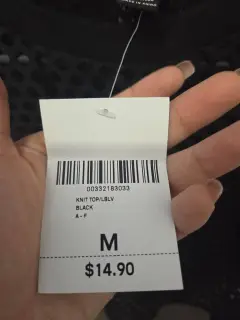 00332183033
KNIT TOP/LBLV
BLACK
A - F
M
$14.90